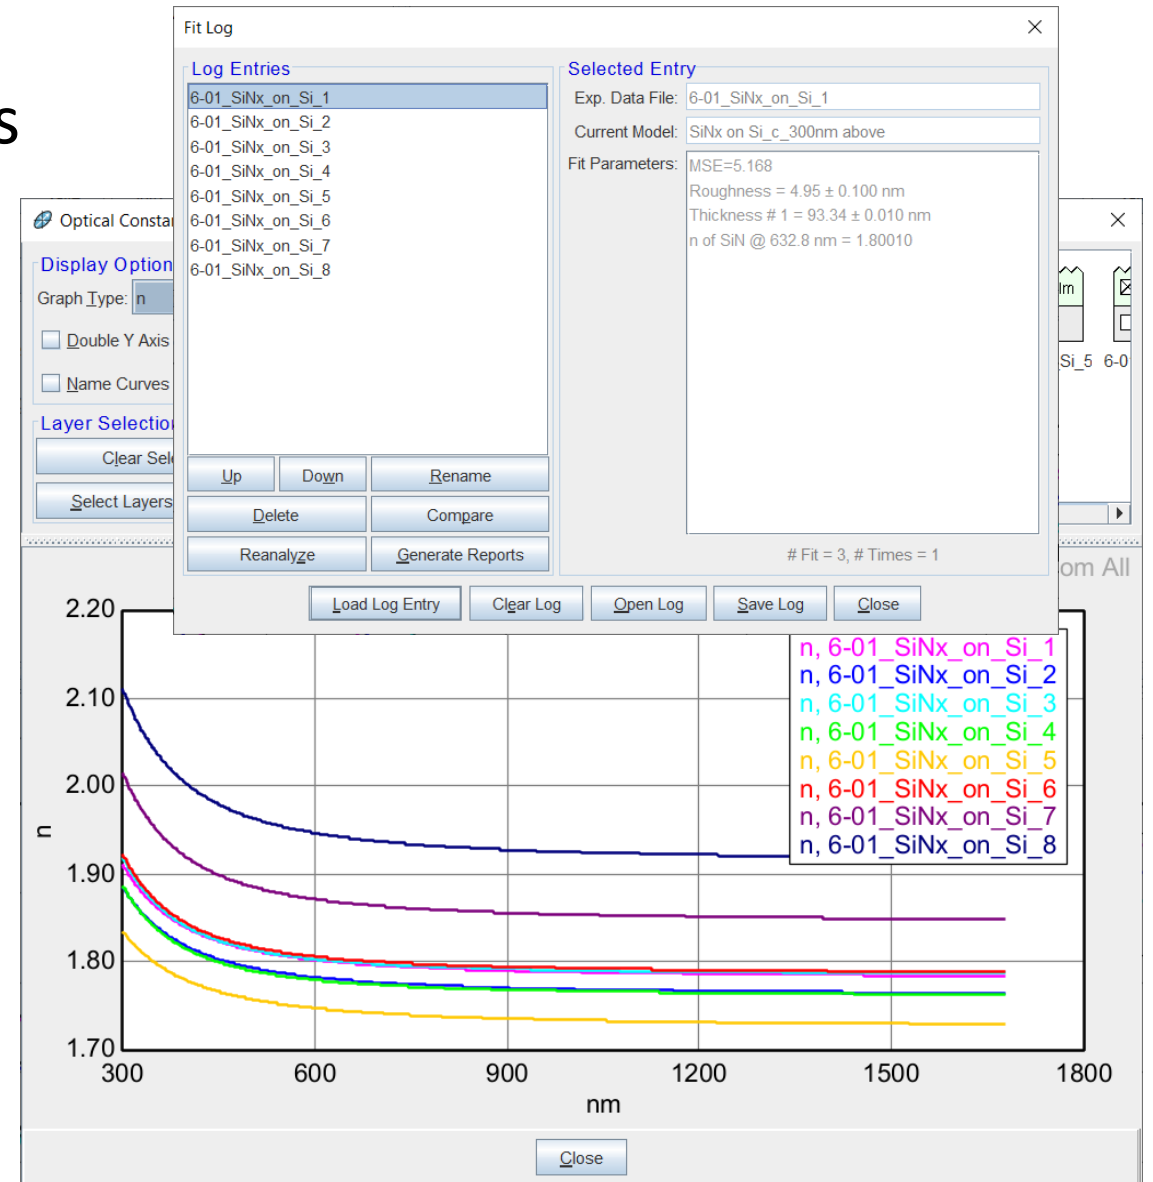 s
Fit Log
Log Entries
6-01_SiNx_on_Si_1
6-01_SiNx_on_Si_2
6-01_SiNx_on_Si_3
6-01_SiNx_on_Si_4
6-01_SiNx_on_Si_5
6-01_SiNx_on_Si_6
6-01_SiNx_on_Si_7
6-01_SiNx_on_Si_8
Up Down Rename
Delete Compare
Reanalyze Generate Reports
Selected Entry
Exp. Data File: 6-01_SiNx_on_Si_1
Current Model: SiNx on Si_c_300nm above
Fit Parameters: MSE=5.168
Roughness = 4.95 ± 0.100 nm
Thickness # 1 = 93.34 ± 0.010 nm
n of SiN @ 632.8 nm = 1.80010
# Fit = 3, # Times = 1
Load Log Entry Clear Log Open Log Save Log Close
Optical Consta
Display Option
Graph Type: n
Double Y Axis
Name Curves
Layer Selectio
Clear Sel
Select Layers
lm
Si_5 6-0
om All
n, 6-01_SiNx_on_Si_1
n, 6-01_SiNx_on_Si_2
n, 6-01_SiNx_on_Si_3
n, 6-01_SiNx_on_Si_4
n, 6-01_SiNx_on_Si_5
n, 6-01_SiNx_on_Si_6
n, 6-01_SiNx_on_Si_7
n, 6-01_SiNx_on_Si_8
2.20
2.10
2.00
n
1.90
1.80
1.70
300 600 900 1200 1500 1800
nm
Close